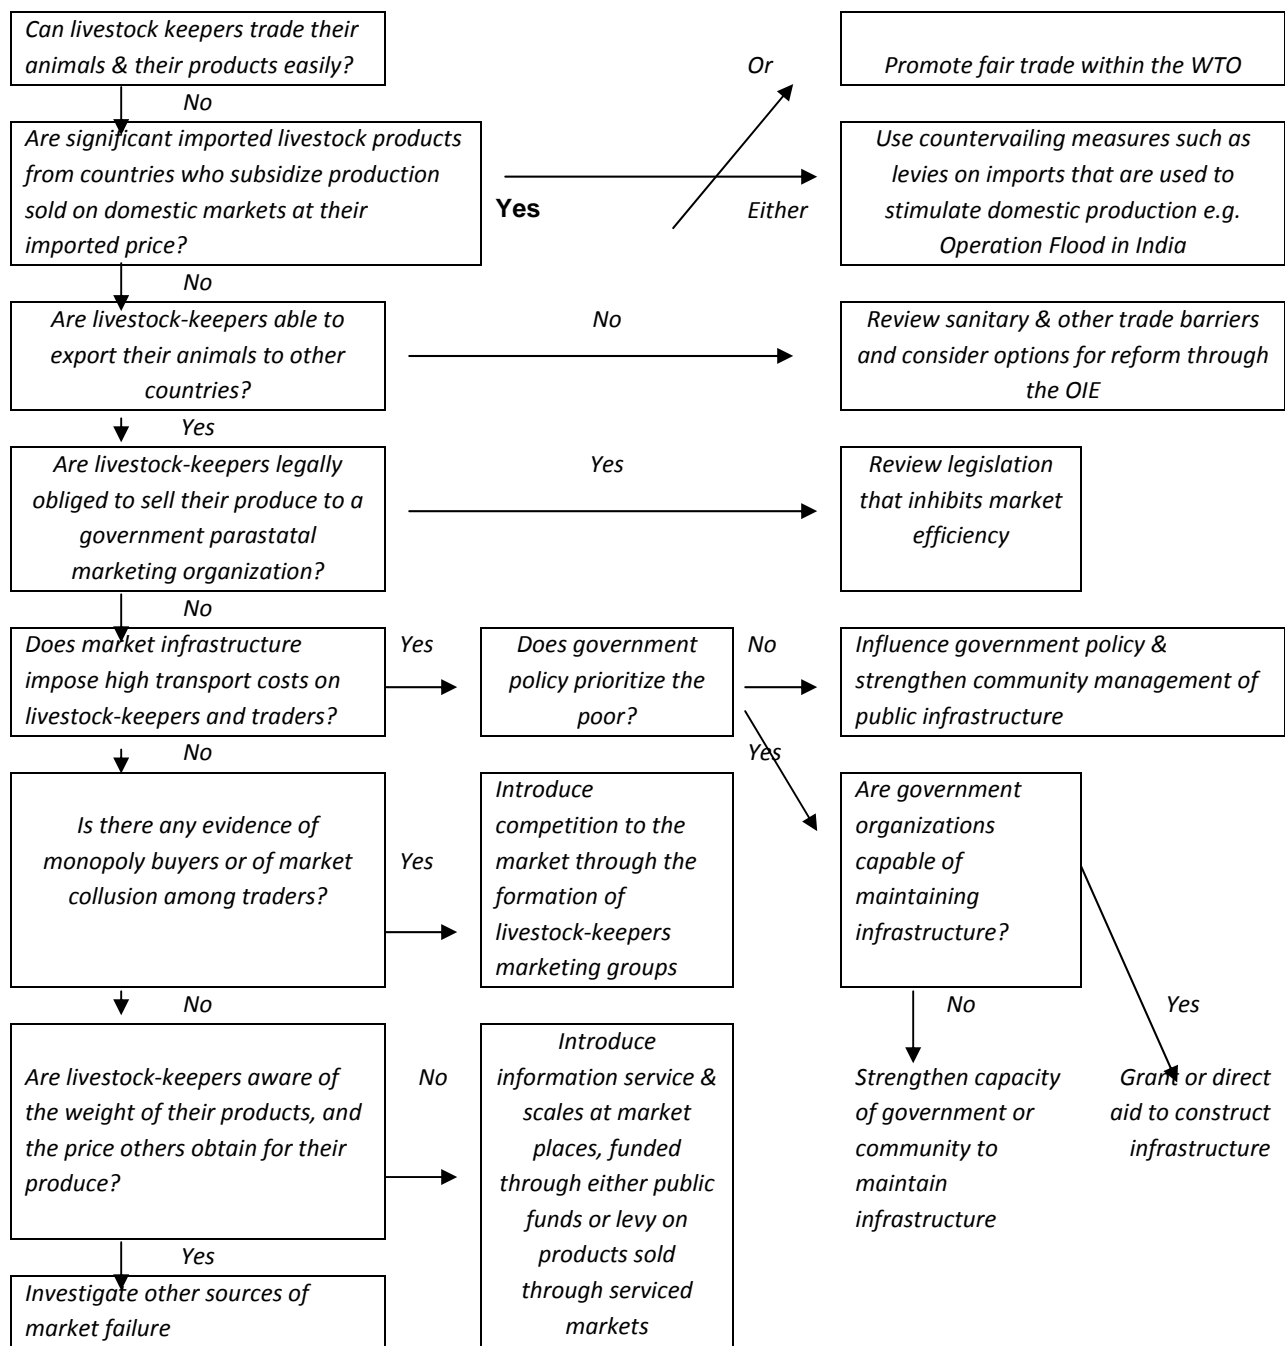 Can livestock keepers trade their
animals & their products easily?
Or
Promote fair trade within the WTO
No
Are significant imported livestock products
from countries who subsidize production
sold on domestic markets at their
imported price?
Yes
Either
Use countervailing measures such as
levies on imports that are used to
stimulate domestic production e.g.
Operation Flood in India
No
Are livestock-keepers able to
export their animals to other
countries?
No
Review sanitary & other trade barriers
and consider options for reform through
the OIE
Yes
Are livestock-keepers legally
obliged to sell their produce to a
government parastatal
marketing organization?
Yes
Review legislation
that inhibits market
efficiency
No
Does market infrastructure
impose high transport costs on
livestock-keepers and traders?
Yes
Does government
policy prioritize the
poor?
No
Influence government policy &
strengthen community management of
public infrastructure
No
Yes
Is there any evidence of
monopoly buyers or of market
collusion among traders?
Yes
Introduce
competition to the
market through the
formation of
livestock-keepers
marketing groups
Are government
organizations
capable of
maintaining
infrastructure?
No
No
Yes
Are livestock-keepers aware of
the weight of their products, and
the price others obtain for their
produce?
No
Introduce
information service &
scales at market
places, funded
through either public
funds or levy on
products sold
through serviced
markets
Strengthen capacity
of government or
community to
maintain
infrastructure
Grant or direct
aid to construct
infrastructure
Yes
Investigate other sources of
market failure